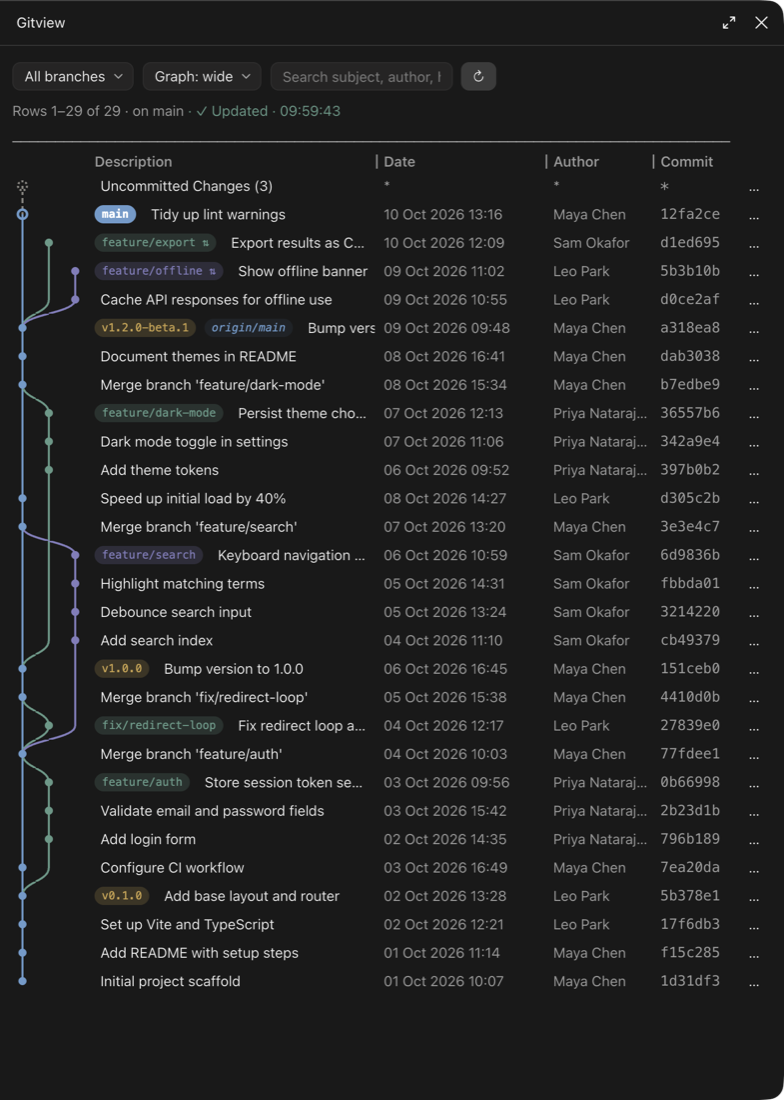 Gitview
All branches Graph: wide Search subject, author, h
Rows 1–29 of 29 · on main · ✓ Updated · 09:59:43
Description | Date | Author | Commit
Uncommitted Changes (3) * * * ...
main Tidy up lint warnings 10 Oct 2026 13:16 Maya Chen 12fa2ce ...
feature/export ⇅ Export results as C... 10 Oct 2026 12:09 Sam Okafor d1ed695 ...
feature/offline ⇅ Show offline banner 09 Oct 2026 11:02 Leo Park 5b3b10b ...
Cache API responses for offline use 09 Oct 2026 10:55 Leo Park d0ce2af ...
v1.2.0-beta.1 origin/main Bump vers 09 Oct 2026 09:48 Maya Chen a318ea8 ...
Document themes in README 08 Oct 2026 16:41 Maya Chen dab3038 ...
Merge branch 'feature/dark-mode' 08 Oct 2026 15:34 Maya Chen b7edbe9 ...
feature/dark-mode Persist theme cho... 07 Oct 2026 12:13 Priya Nataraj... 36557b6 ...
Dark mode toggle in settings 07 Oct 2026 11:06 Priya Nataraj... 342a9e4 ...
Add theme tokens 06 Oct 2026 09:52 Priya Nataraj... 397b0b2 ...
Speed up initial load by 40% 08 Oct 2026 14:27 Leo Park d305c2b ...
Merge branch 'feature/search' 07 Oct 2026 13:20 Maya Chen 3e3e4c7 ...
feature/search Keyboard navigation ... 06 Oct 2026 10:59 Sam Okafor 6d9836b ...
Highlight matching terms 05 Oct 2026 14:31 Sam Okafor fbbda01 ...
Debounce search input 05 Oct 2026 13:24 Sam Okafor 3214220 ...
Add search index 04 Oct 2026 11:10 Sam Okafor cb49379 ...
v1.0.0 Bump version to 1.0.0 06 Oct 2026 16:45 Maya Chen 151ceb0 ...
Merge branch 'fix/redirect-loop' 05 Oct 2026 15:38 Maya Chen 4410d0b ...
fix/redirect-loop Fix redirect loop a... 04 Oct 2026 12:17 Leo Park 27839e0 ...
Merge branch 'feature/auth' 04 Oct 2026 10:03 Maya Chen 77fdee1 ...
feature/auth Store session token se... 03 Oct 2026 09:56 Priya Nataraj... 0b66998 ...
Validate email and password fields 03 Oct 2026 15:42 Priya Nataraj... 2b23d1b ...
Add login form 02 Oct 2026 14:35 Priya Nataraj... 796b189 ...
Configure CI workflow 03 Oct 2026 16:49 Maya Chen 7ea20da ...
v0.1.0 Add base layout and router 02 Oct 2026 13:28 Leo Park 5b378e1 ...
Set up Vite and TypeScript 02 Oct 2026 12:21 Leo Park 17f6db3 ...
Add README with setup steps 01 Oct 2026 11:14 Maya Chen f15c285 ...
Initial project scaffold 01 Oct 2026 10:07 Maya Chen 1d31df3 ...